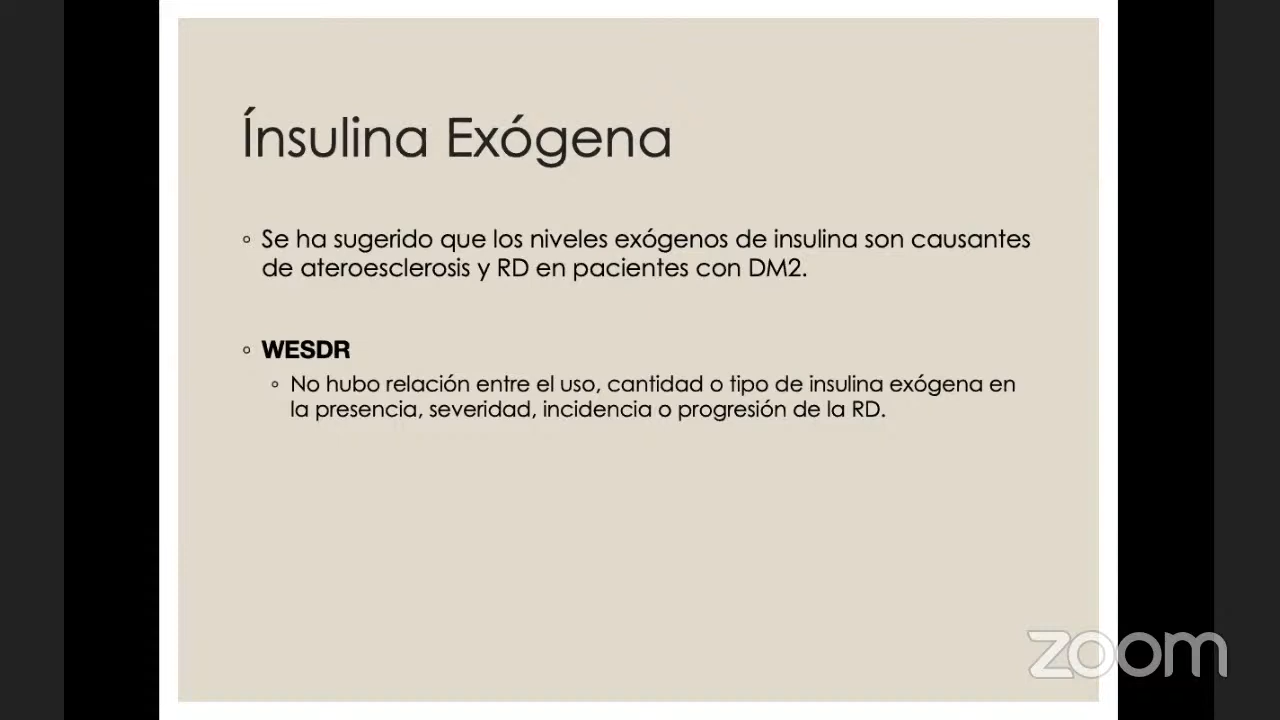 Ínsulina Exógena
◦ Se ha sugerido que los niveles exógenos de insulina son causantes
de ateroesclerosis y RD en pacientes con DM2.
◦ WESDR
◦ No hubo relación entre el uso, cantidad o tipo de insulina exógena en
la presencia, severidad, incidencia o progresión de la RD.
zoom